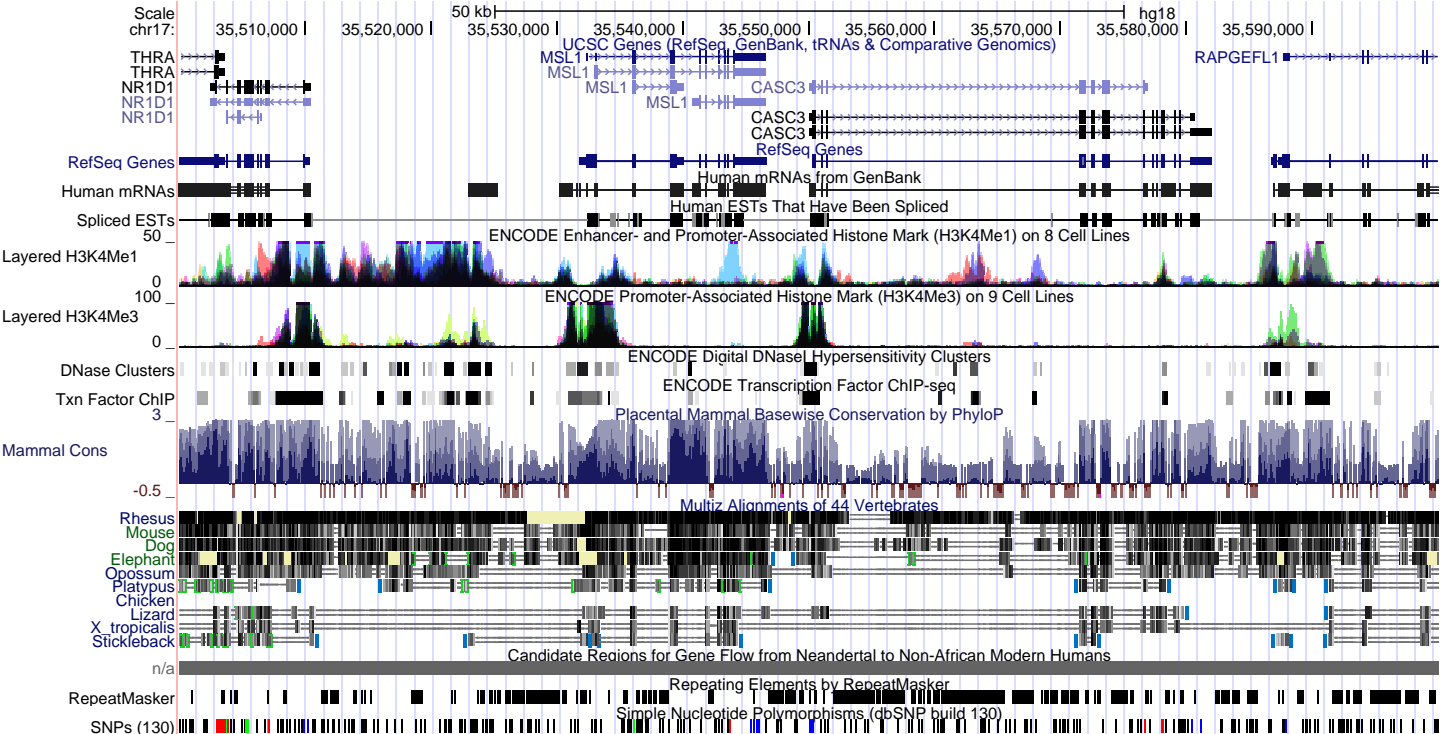 Scale 50 kb hg18
chr17: 35,510,000 35,520,000 35,530,000 35,540,000 35,550,000 35,560,000 35,570,000 35,580,000 35,590,000
UCSC Genes (RefSeq, GenBank, tRNAs & Comparative Genomics)
THRA MSL1 RAPGEFL1
THRA MSL1
NR1D1 MSL1 CASC3
NR1D1 MSL1
NR1D1 CASC3
CASC3
RefSeq Genes
RefSeq Genes
Human mRNAs from GenBank
Human mRNAs
Human ESTs That Have Been Spliced
Spliced ESTs
ENCODE Enhancer- and Promoter-Associated Histone Mark (H3K4Me1) on 8 Cell Lines
50 _
Layered H3K4Me1
0 _
ENCODE Promoter-Associated Histone Mark (H3K4Me3) on 9 Cell Lines
100 _
Layered H3K4Me3
0 _
ENCODE Digital DNaseI Hypersensitivity Clusters
DNase Clusters
ENCODE Transcription Factor ChIP-seq
Txn Factor ChIP
Placental Mammal Basewise Conservation by PhyloP
3 _
Mammal Cons
-0.5 _
Multiz Alignments of 44 Vertebrates
Rhesus
Mouse
Dog
Elephant
Opossum
Platypus
Chicken
Lizard
X_tropicalis
Stickleback
Candidate Regions for Gene Flow from Neandertal to Non-African Modern Humans
n/a
Repeating Elements by RepeatMasker
RepeatMasker
Simple Nucleotide Polymorphisms (dbSNP build 130)
SNPs (130)